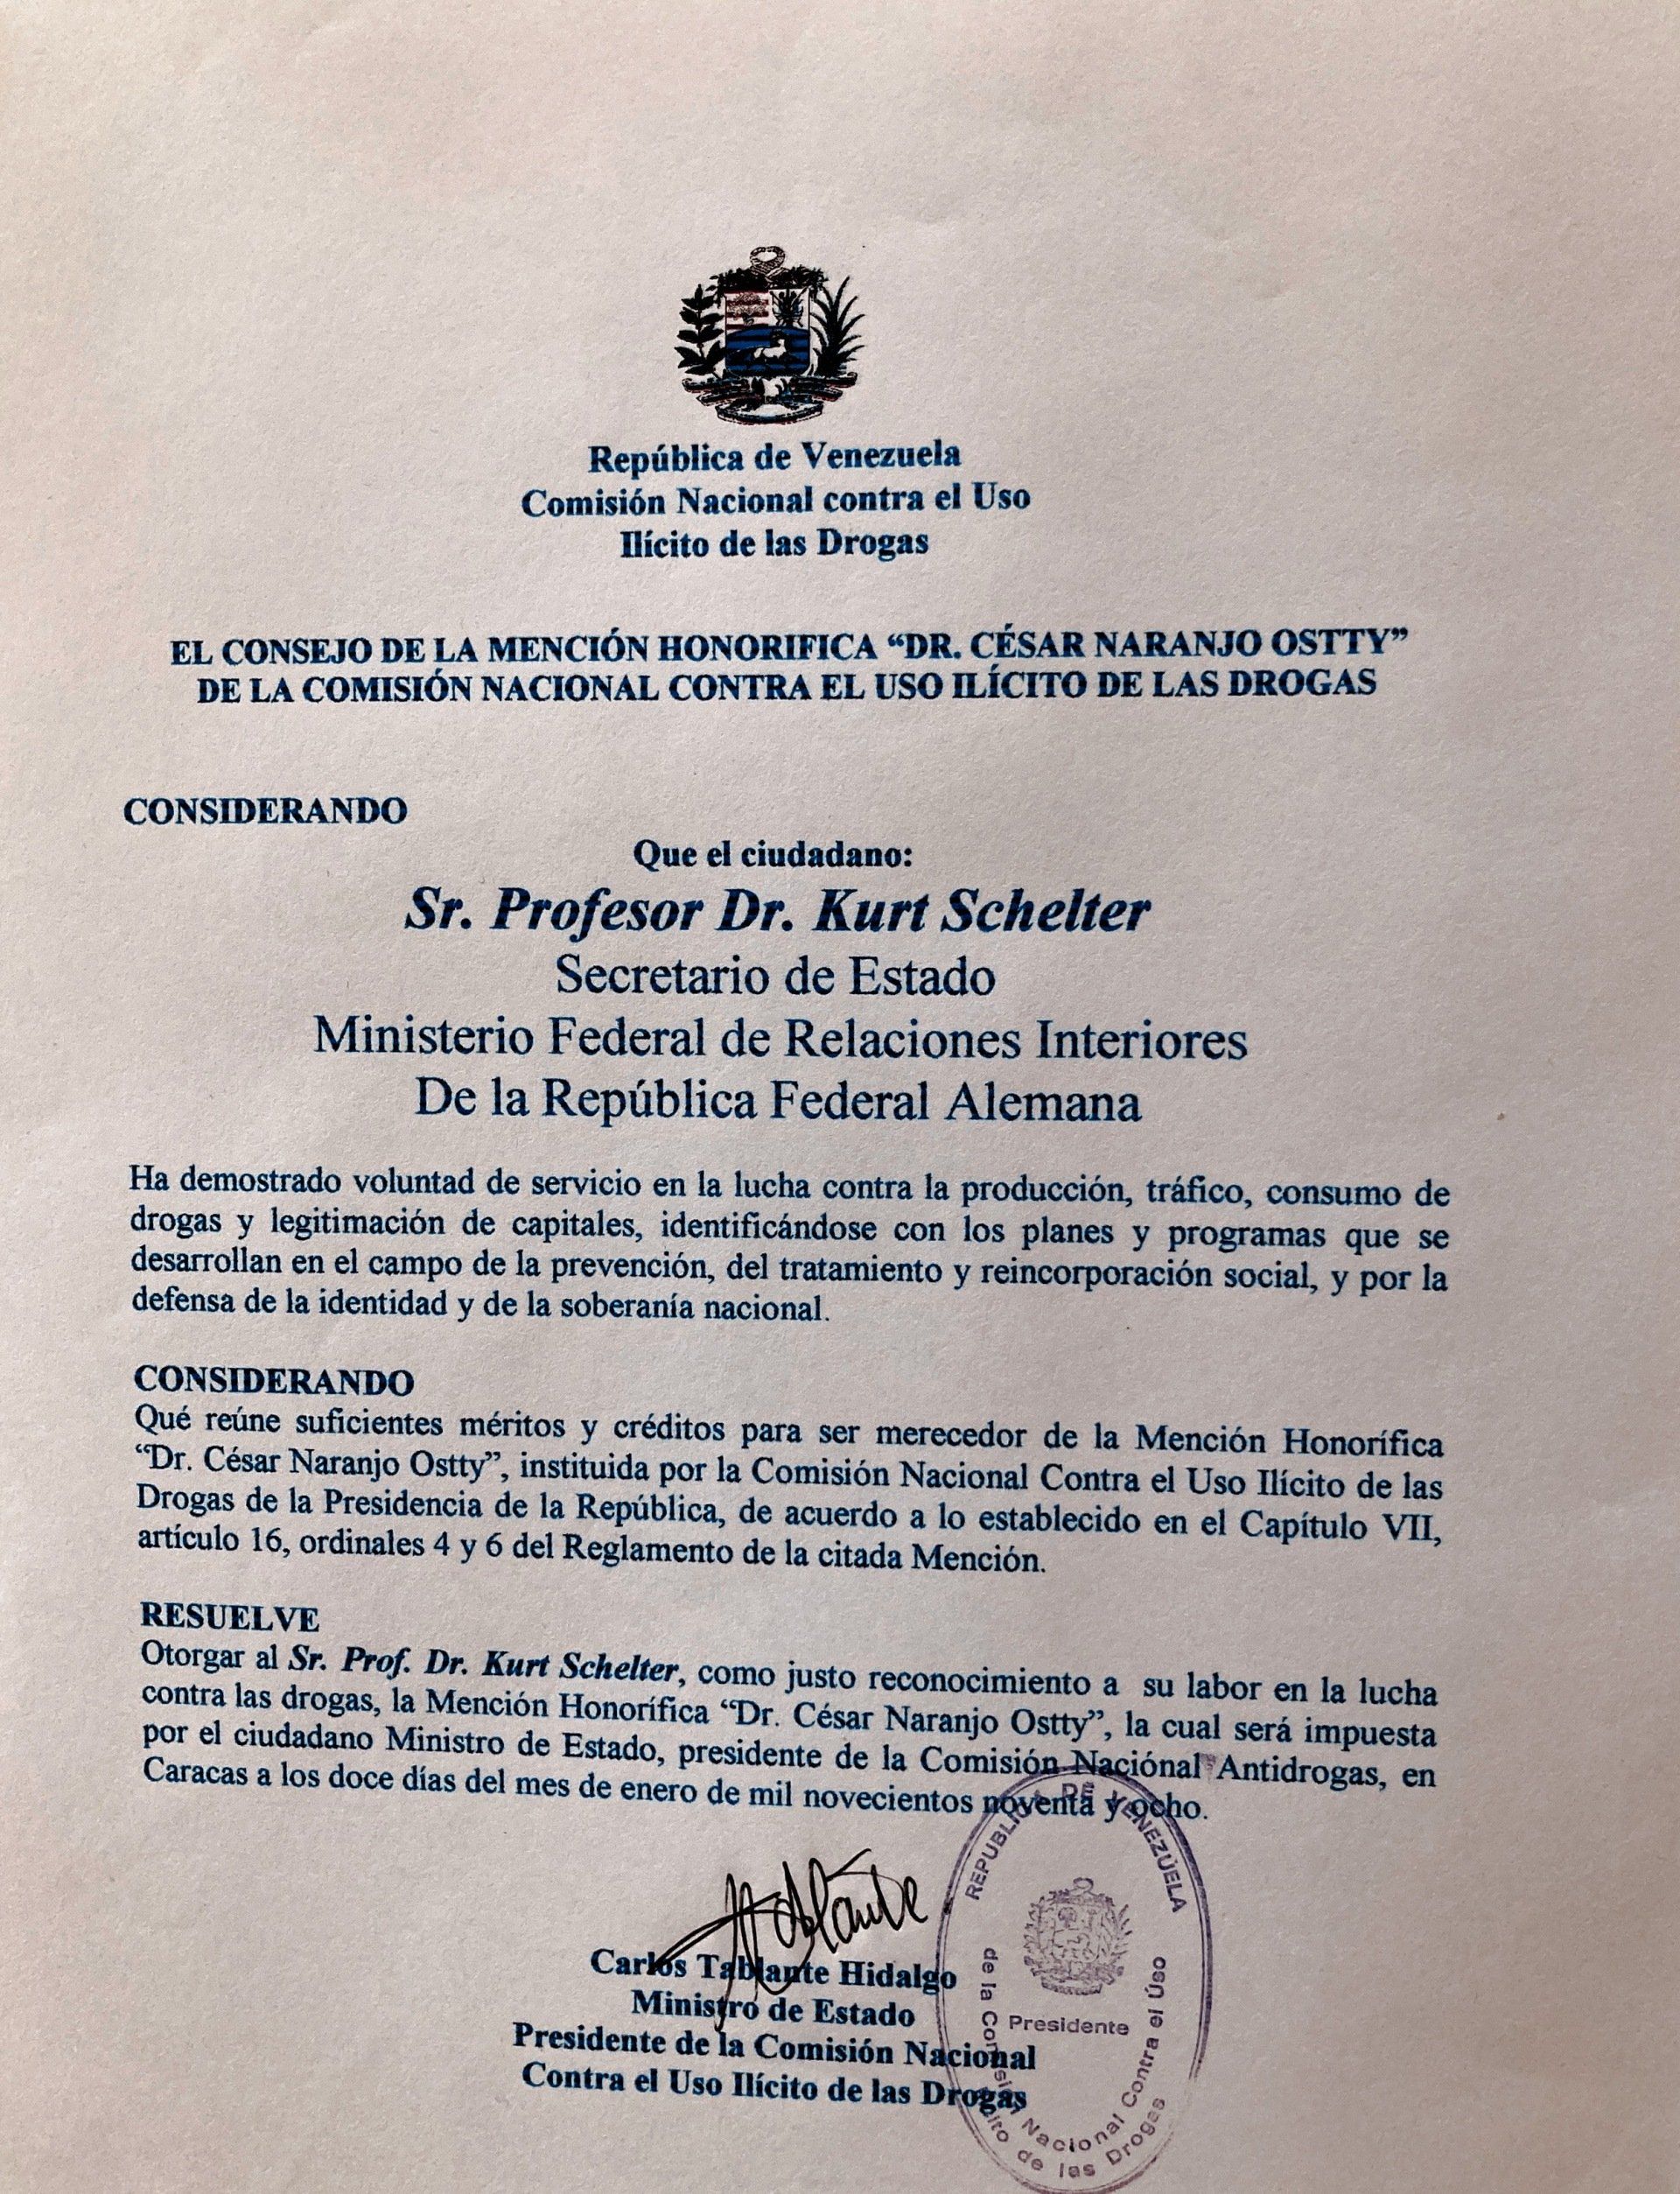 República de Venezuela
Comisión Nacional contra el Uso
Ilícito de las Drogas
EL CONSEJO DE LA MENCIÓN HONORIFICA “DR. CÉSAR NARANJO OSTTY”
DE LA COMISIÓN NACIONAL CONTRA EL USO ILÍCITO DE LAS DROGAS
CONSIDERANDO
Que el ciudadano:
Sr. Profesor Dr. Kurt Schelter
Secretario de Estado
Ministerio Federal de Relaciones Interiores
De la República Federal Alemana
Ha demostrado voluntad de servicio en la lucha contra la producción, tráfico, consumo de
drogas y legitimación de capitales, identificándose con los planes y programas que se
desarrollan en el campo de la prevención, del tratamiento y reincorporación social, y por la
defensa de la identidad y de la soberanía nacional.
CONSIDERANDO
Qué reúne suficientes méritos y créditos para ser merecedor de la Mención Honorífica
“Dr. César Naranjo Ostty”, instituida por la Comisión Nacional Contra el Uso Ilícito de las
Drogas de la Presidencia de la República, de acuerdo a lo establecido en el Capítulo VII,
artículo 16, ordinales 4 y 6 del Reglamento de la citada Mención.
RESUELVE
Otorgar al Sr. Prof. Dr. Kurt Schelter, como justo reconocimiento a su labor en la lucha
contra las drogas, la Mención Honorífica “Dr. César Naranjo Ostty”, la cual será impuesta
por el ciudadano Ministro de Estado, presidente de la Comisión Naciónal Antidrogas, en
Caracas a los doce días del mes de enero de mil novecientos noventa y ocho.
Carlos Tablante Hidalgo
Ministro de Estado
Presidente de la Comisión Nacional
Contra el Uso Ilícito de las Drogas
REPUBLICA DE VENEZUELA
Presidente
de la Comisión Nacional Contra el Uso
Ilícito de las Drogas